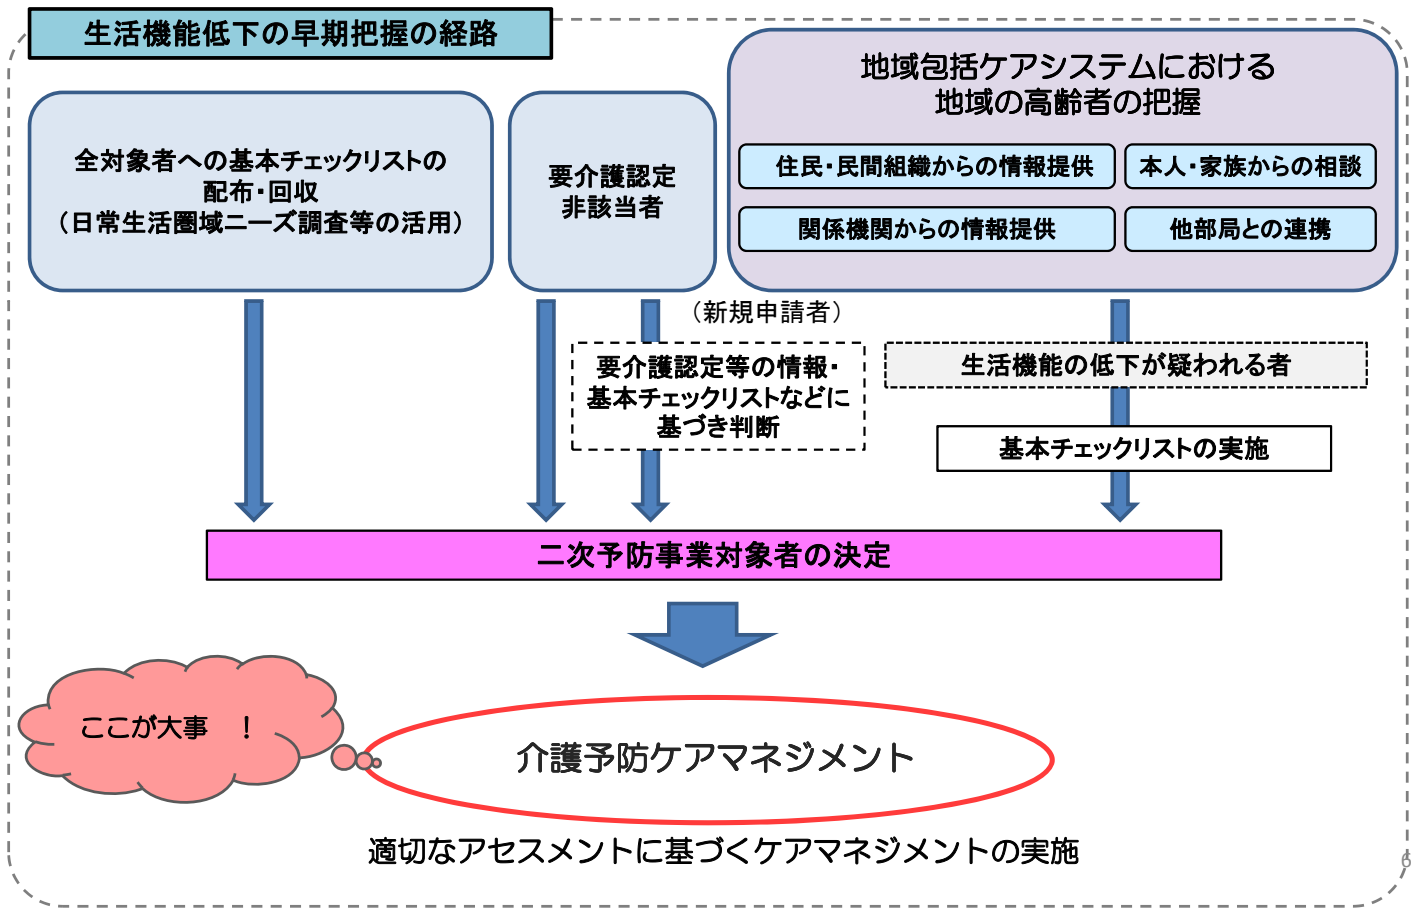 生活機能低下の早期把握の経路
全対象者への基本チェックリストの
配布・回収
（日常生活圏域ニーズ調査等の活用）
要介護認定
非該当者
地域包括ケアシステムにおける
地域の高齢者の把握
住民・民間組織からの情報提供
本人・家族からの相談
関係機関からの情報提供
他部局との連携
（新規申請者）
要介護認定等の情報・
基本チェックリストなどに
基づき判断
生活機能の低下が疑われる者
基本チェックリストの実施
二次予防事業対象者の決定
ここが大事　！
介護予防ケアマネジメント
適切なアセスメントに基づくケアマネジメントの実施
6